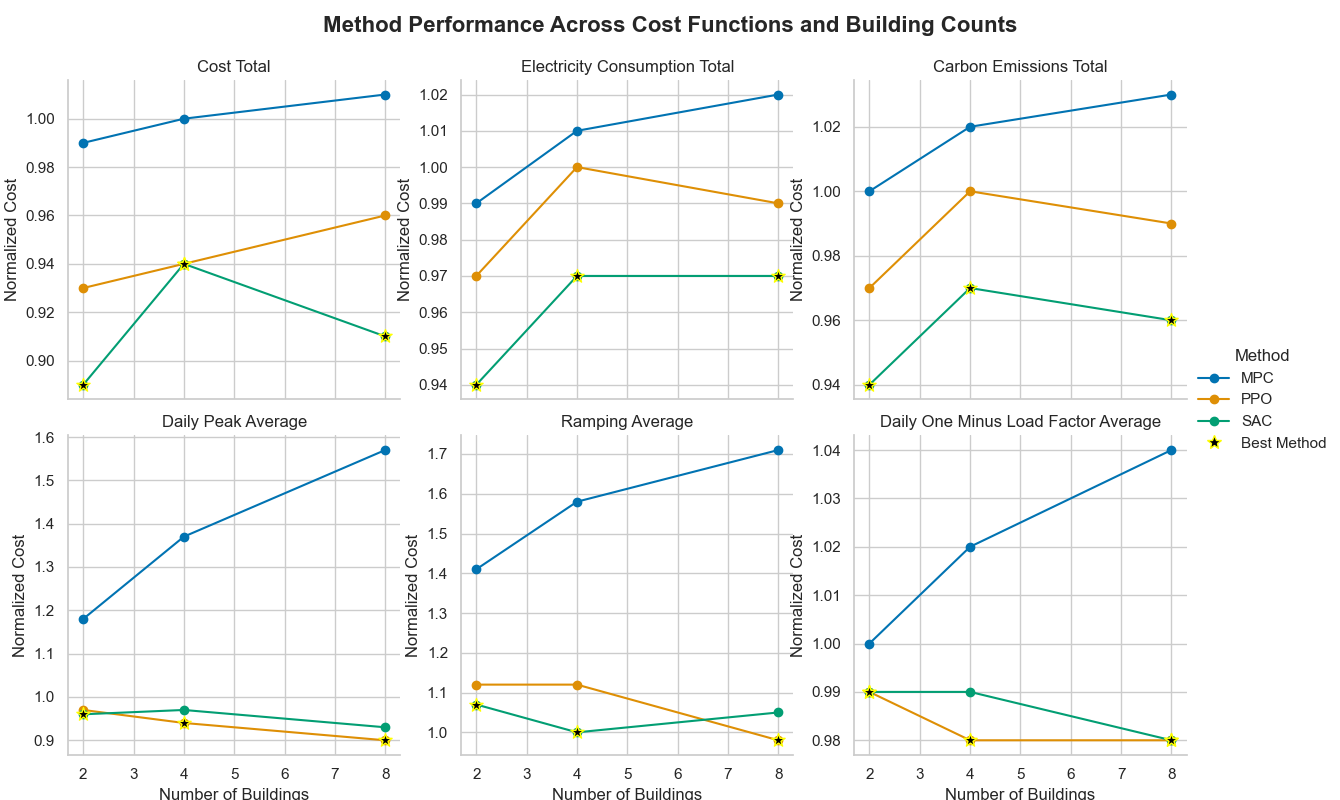 Method Performance Across Cost Functions and Building Counts
Cost Total
Normalized Cost
1.00
0.98
0.96
0.94
0.92
0.90
Electricity Consumption Total
Normalized Cost
1.02
1.01
1.00
0.99
0.98
0.97
0.96
0.95
0.94
Carbon Emissions Total
Normalized Cost
1.02
1.00
0.98
0.96
0.94
Daily Peak Average
Normalized Cost
1.6
1.5
1.4
1.3
1.2
1.1
1.0
0.9
2 3 4 5 6 7 8
Number of Buildings
Ramping Average
Normalized Cost
1.7
1.6
1.5
1.4
1.3
1.2
1.1
1.0
2 3 4 5 6 7 8
Number of Buildings
Daily One Minus Load Factor Average
Normalized Cost
1.04
1.03
1.02
1.01
1.00
0.99
0.98
2 3 4 5 6 7 8
Number of Buildings
Method
MPC
PPO
SAC
Best Method